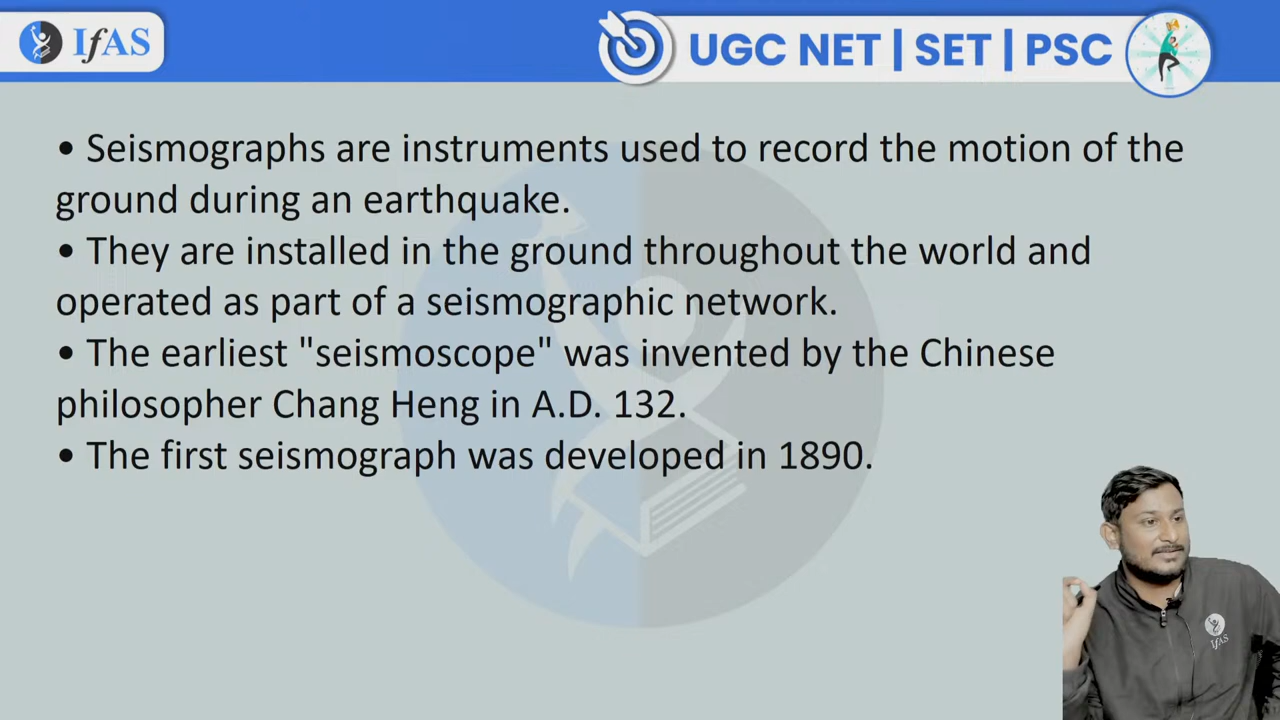 IfAS
UGC NET | SET | PSC
• Seismographs are instruments used to record the motion of the
ground during an earthquake.
• They are installed in the ground throughout the world and
operated as part of a seismographic network.
• The earliest "seismoscope" was invented by the Chinese
philosopher Chang Heng in A.D. 132.
• The first seismograph was developed in 1890.
IfAS